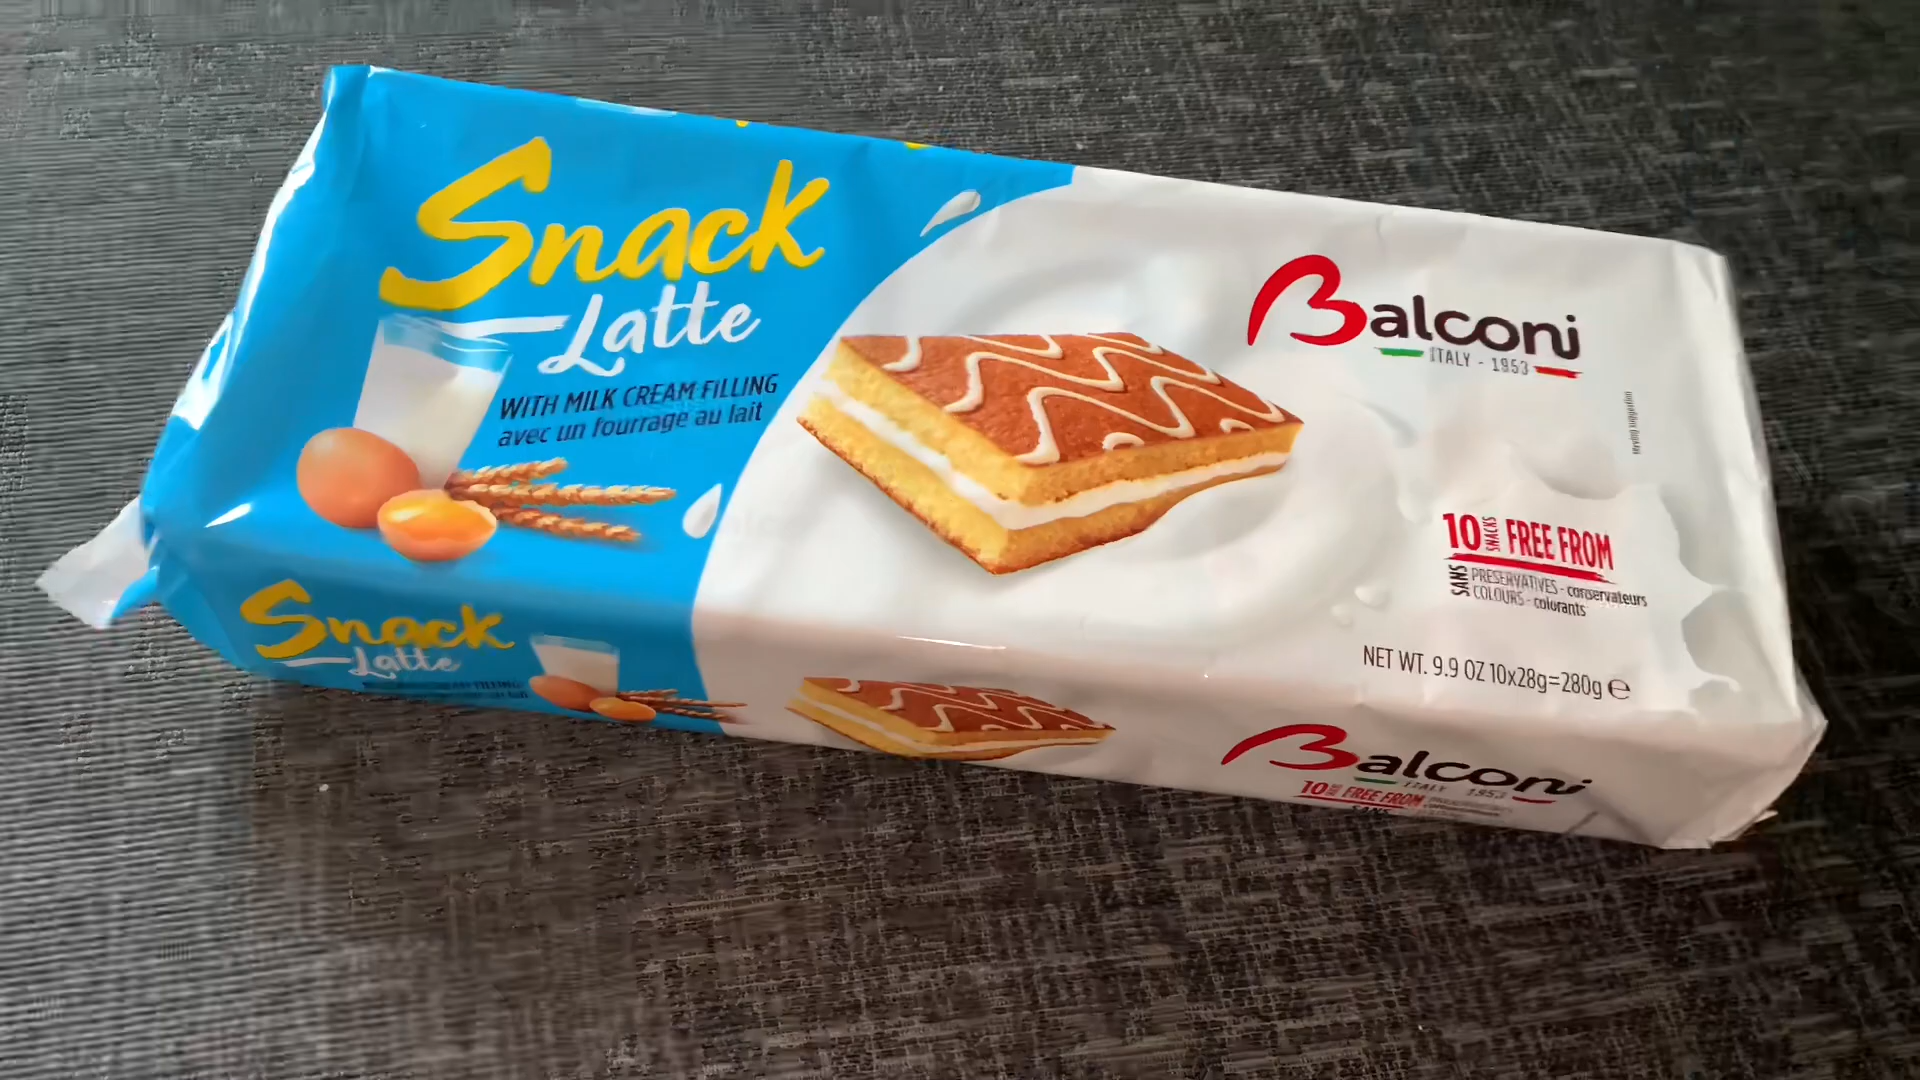 Snack
Latte
WITH MILK CREAM FILLING
avec un fourrage au lait
Balconi
ITALY - 1953
10 SNACKS FREE FROM
SANS PRESERVATIVES - conservateurs
COLOURS - colorants
NET WT. 9.9 OZ 10x28g=280g ℮
Snack
Latte
FILLING
Balconi
ITALY 1953
10 FREE FROM
SANS